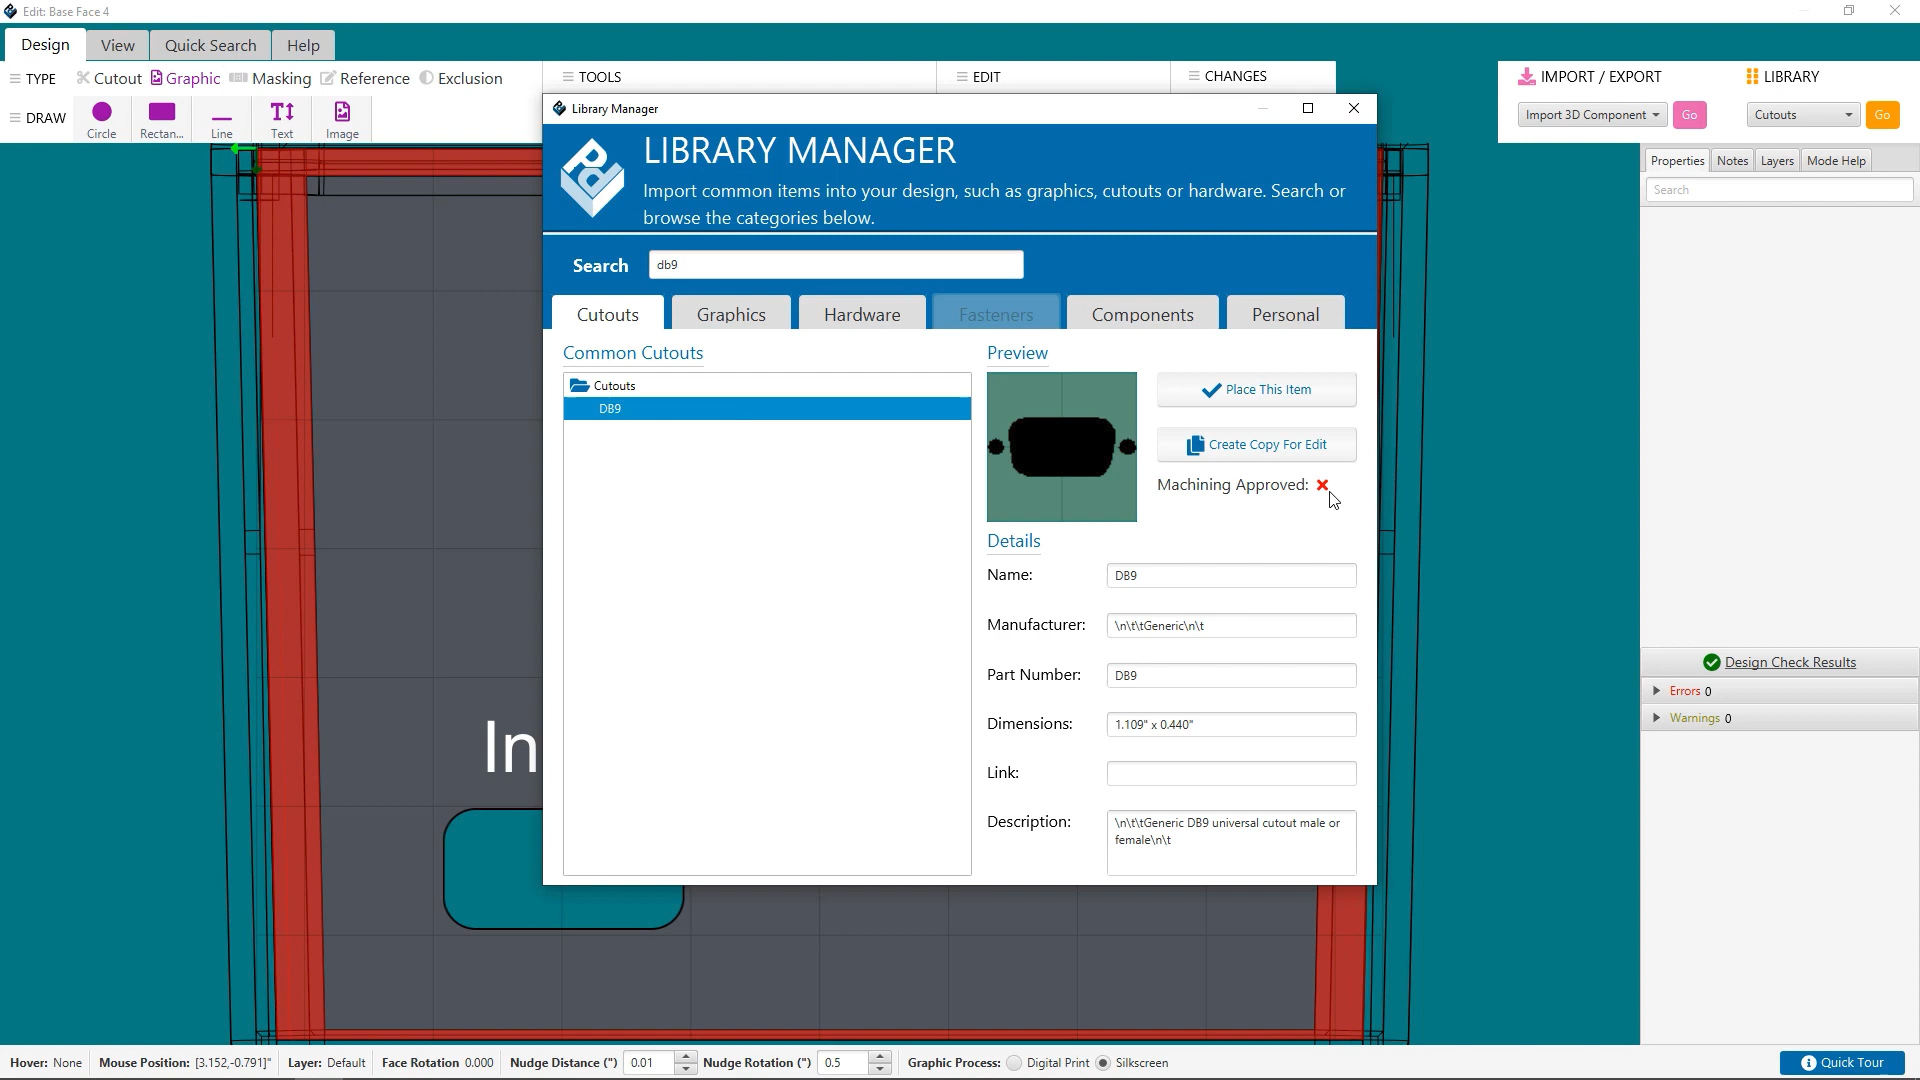 Edit: Base Face 4
Design View Quick Search Help
TYPE Cutout Graphic Masking Reference Exclusion TOOLS EDIT CHANGES IMPORT / EXPORT LIBRARY
DRAW Circle Rectan... Line Text Image Import 3D Component Go Cutouts Go
Properties Notes Layers Mode Help
Search
Library Manager
LIBRARY MANAGER
Import common items into your design, such as graphics, cutouts or hardware. Search or
browse the categories below.
Search db9
Cutouts Graphics Hardware Fasteners Components Personal
Common Cutouts
Cutouts
DB9
Preview
Place This Item
Create Copy For Edit
Machining Approved:
Details
Name: DB9
Manufacturer: \n\t\tGeneric\n\t
Part Number: DB9
Dimensions: 1.109" x 0.440"
Link:
Description: \n\t\tGeneric DB9 universal cutout male or
female\n\t
In
Design Check Results
Errors 0
Warnings 0
Hover: None Mouse Position: [3.152,-0.791]" Layer: Default Face Rotation 0.000 Nudge Distance (") 0.01 Nudge Rotation (°) 0.5 Graphic Process: Digital Print Silkscreen Quick Tour